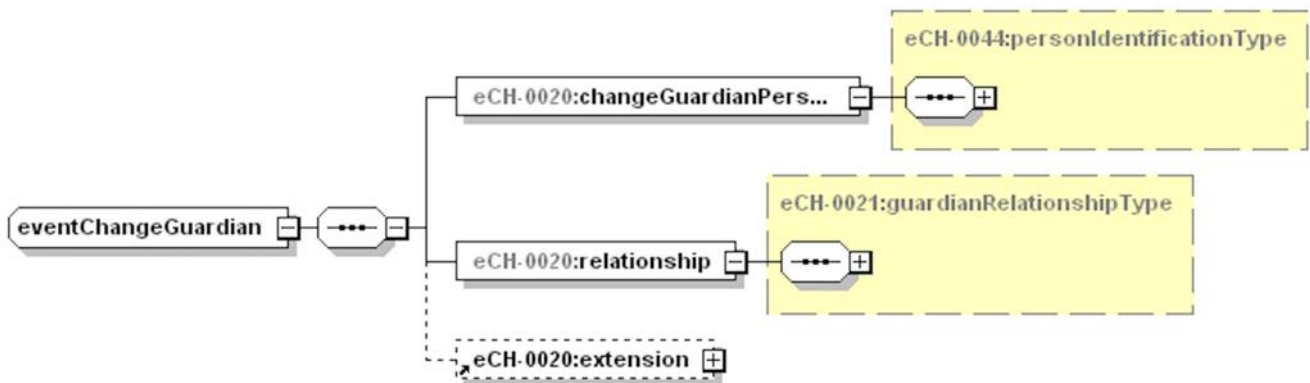 eCH-0044:personIdentificationType
eCH-0020:changeGuardianPers...
eCH-0021:guardianRelationshipType
eventChangeGuardian
eCH-0020:relationship
eCH-0020:extension